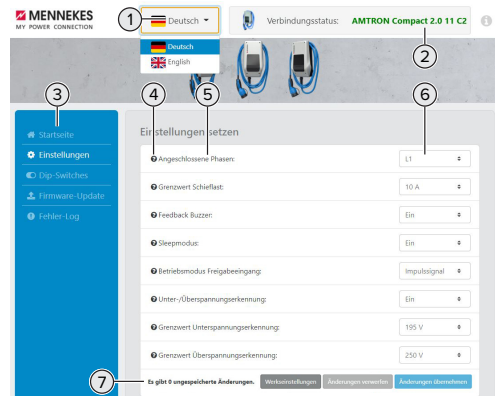 MENNEKES
MY POWER CONNECTION
1
Deutsch
Verbindungsstatus: AMTRON Compact 2.0 11 C2
Deutsch
English
2
3
4
5
6
Startseite
Einstellungen
Dip-Switches
Firmware-Update
Fehler-Log
Einstellungen setzen
Angeschlossene Phasen: L1
Grenzwert Schieflast: 10 A
Feedback Buzzer: Ein
Sleepmodus: Ein
Betriebsmodus Freigabeeingang: Impulssignal
Unter-/Überspannungserkennung: Ein
Grenzwert Unterspannungserkennung: 195 V
Grenzwert Überspannungserkennung: 250 V
7
Es gibt 0 ungespeicherte Änderungen. Werkseinstellungen Änderungen verwerfen Änderungen übernehmen